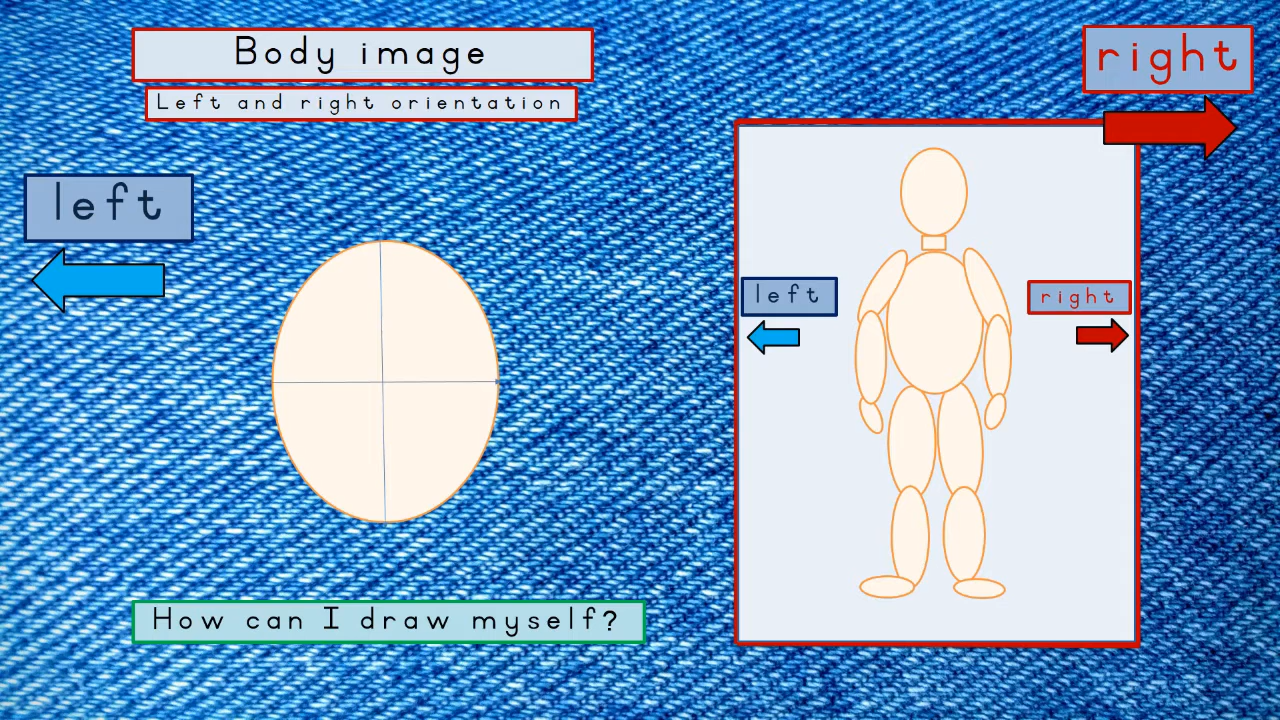 Body image
Left and right orientation
right
left
left
right
How can I draw myself?